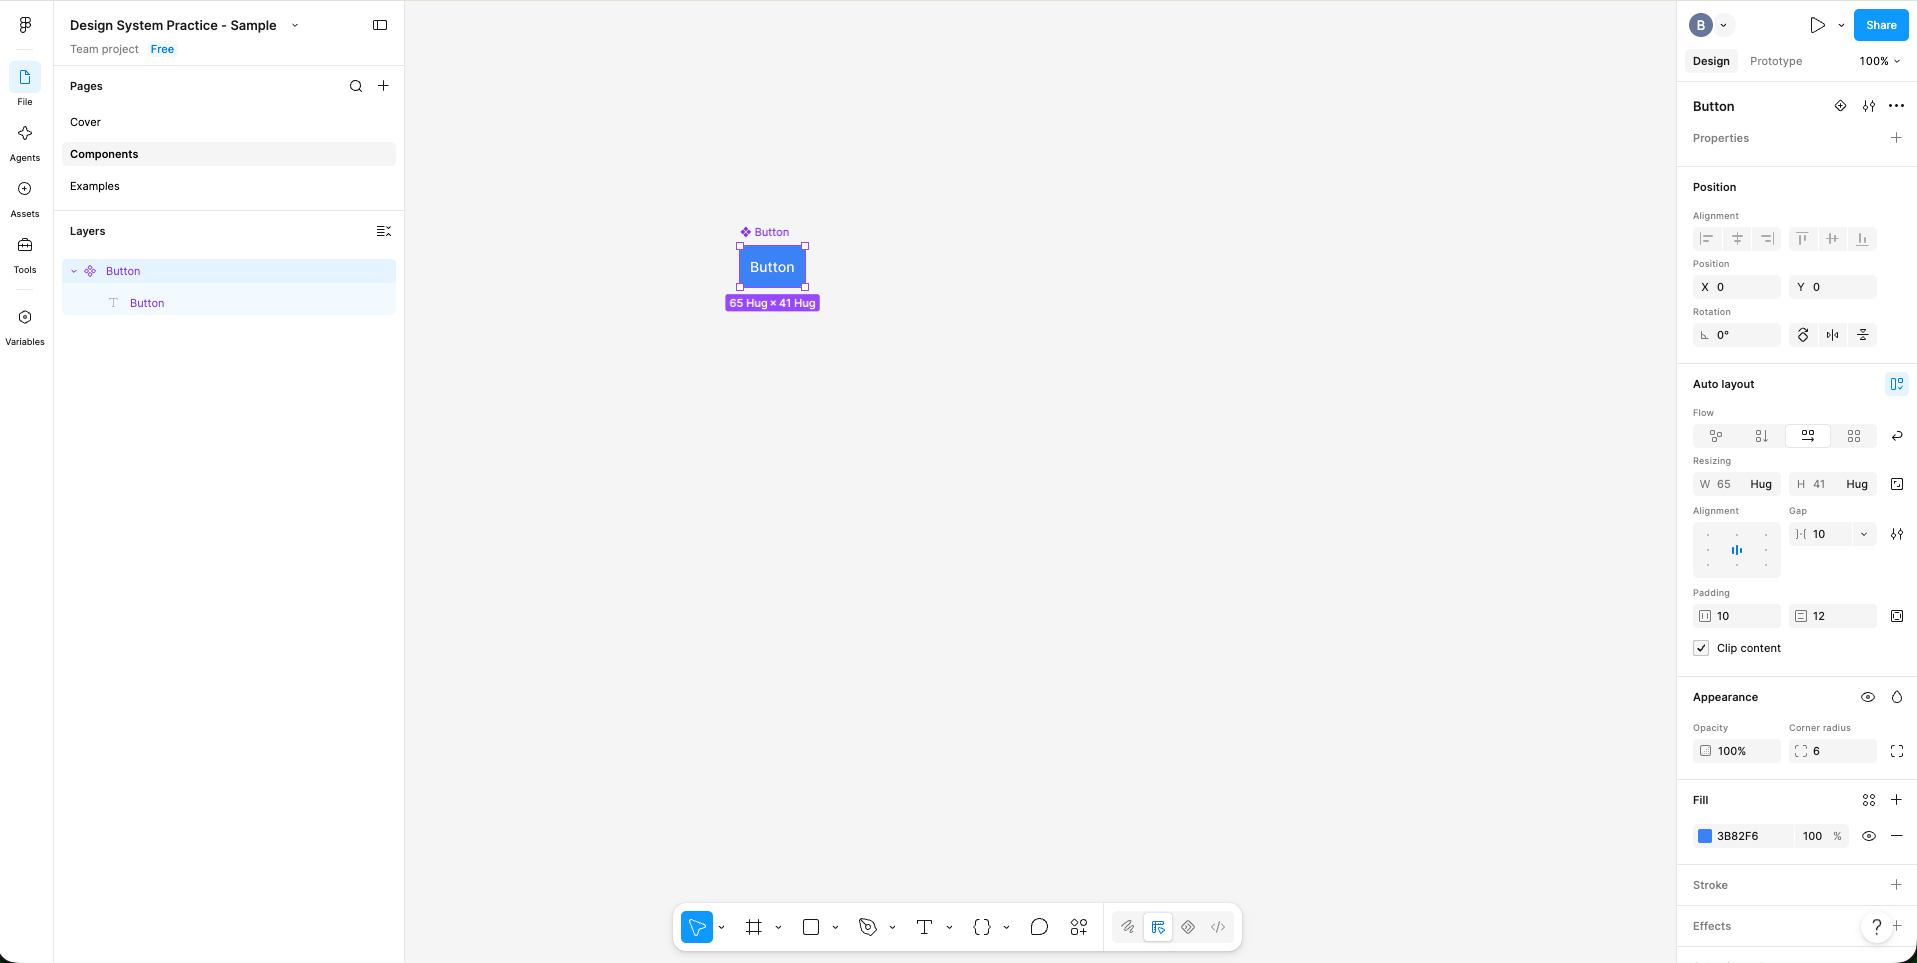 Design System Practice - Sample
Team project Free
File
Agents
Assets
Tools
Variables
Pages
Cover
Components
Examples
Layers
Button
T Button
Button
Button
65 Hug × 41 Hug
B
Share
Design Prototype 100%
Button
Properties
Position
Alignment
Position
X 0 Y 0
Rotation
0°
Auto layout
Flow
Resizing
W 65 Hug H 41 Hug
Alignment Gap
10
Padding
10 12
Clip content
Appearance
Opacity Corner radius
100% 6
Fill
3B82F6 100 %
Stroke
Effects
?